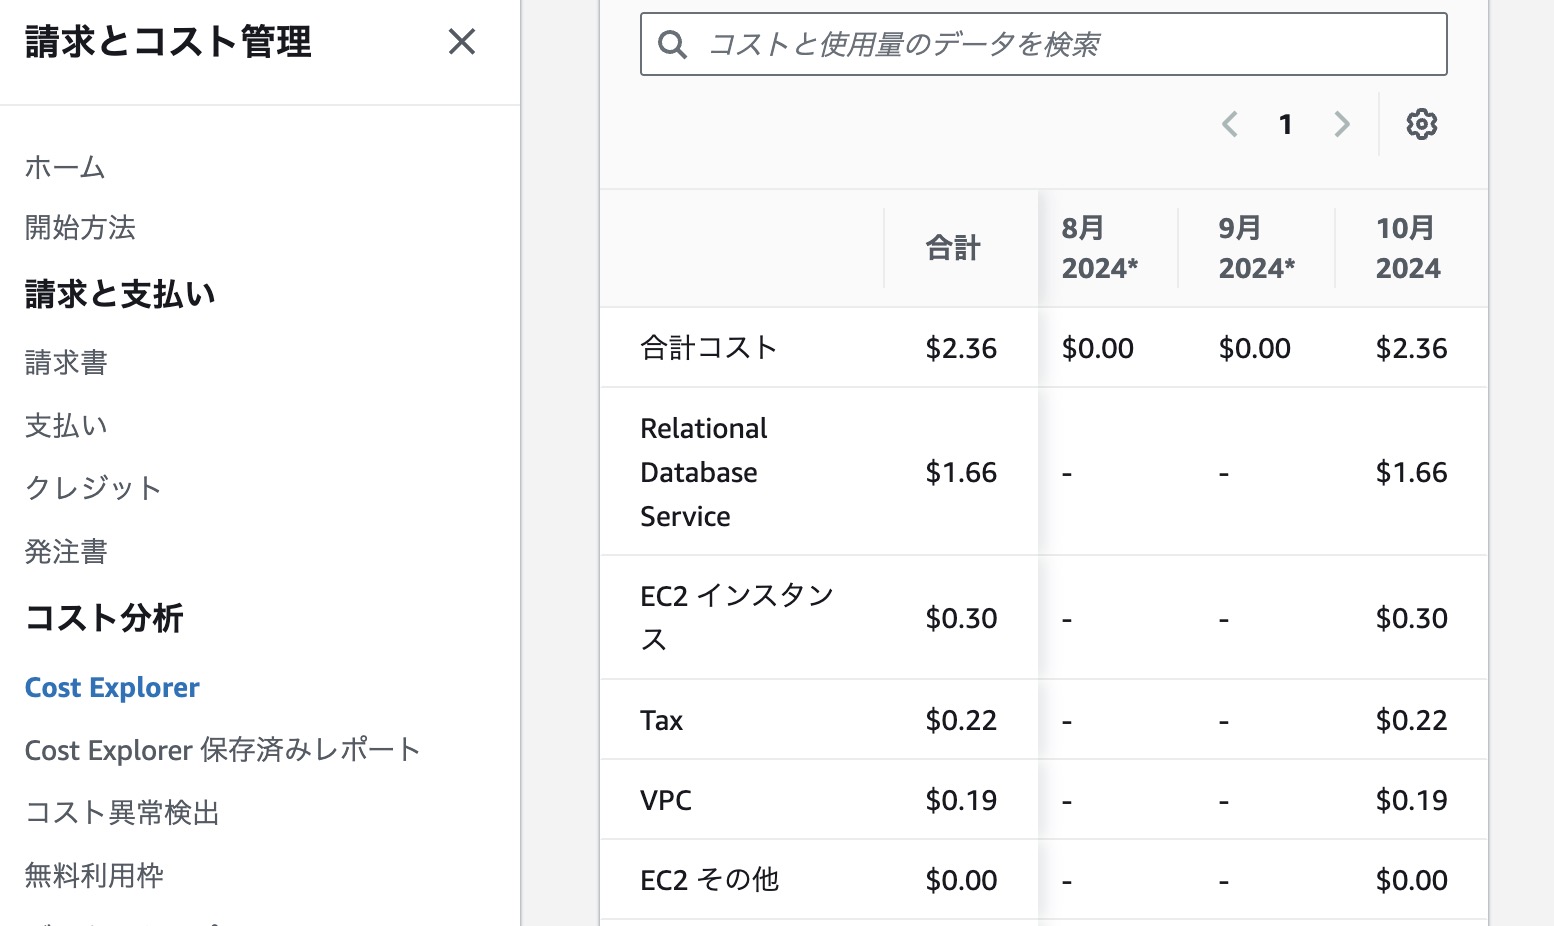 請求とコスト管理
ホーム
開始方法
請求と支払い
請求書
支払い
クレジット
発注書
コスト分析
Cost Explorer
Cost Explorer 保存済みレポート
コスト異常検出
無料利用枠
コストと使用量のデータを検索
1
合計
8月
2024*
9月
2024*
10月
2024
合計コスト $2.36 $0.00 $0.00 $2.36
Relational
Database
Service
$1.66 - - $1.66
EC2 インスタン
ス
$0.30 - - $0.30
Tax $0.22 - - $0.22
VPC $0.19 - - $0.19
EC2 その他 $0.00 - - $0.00